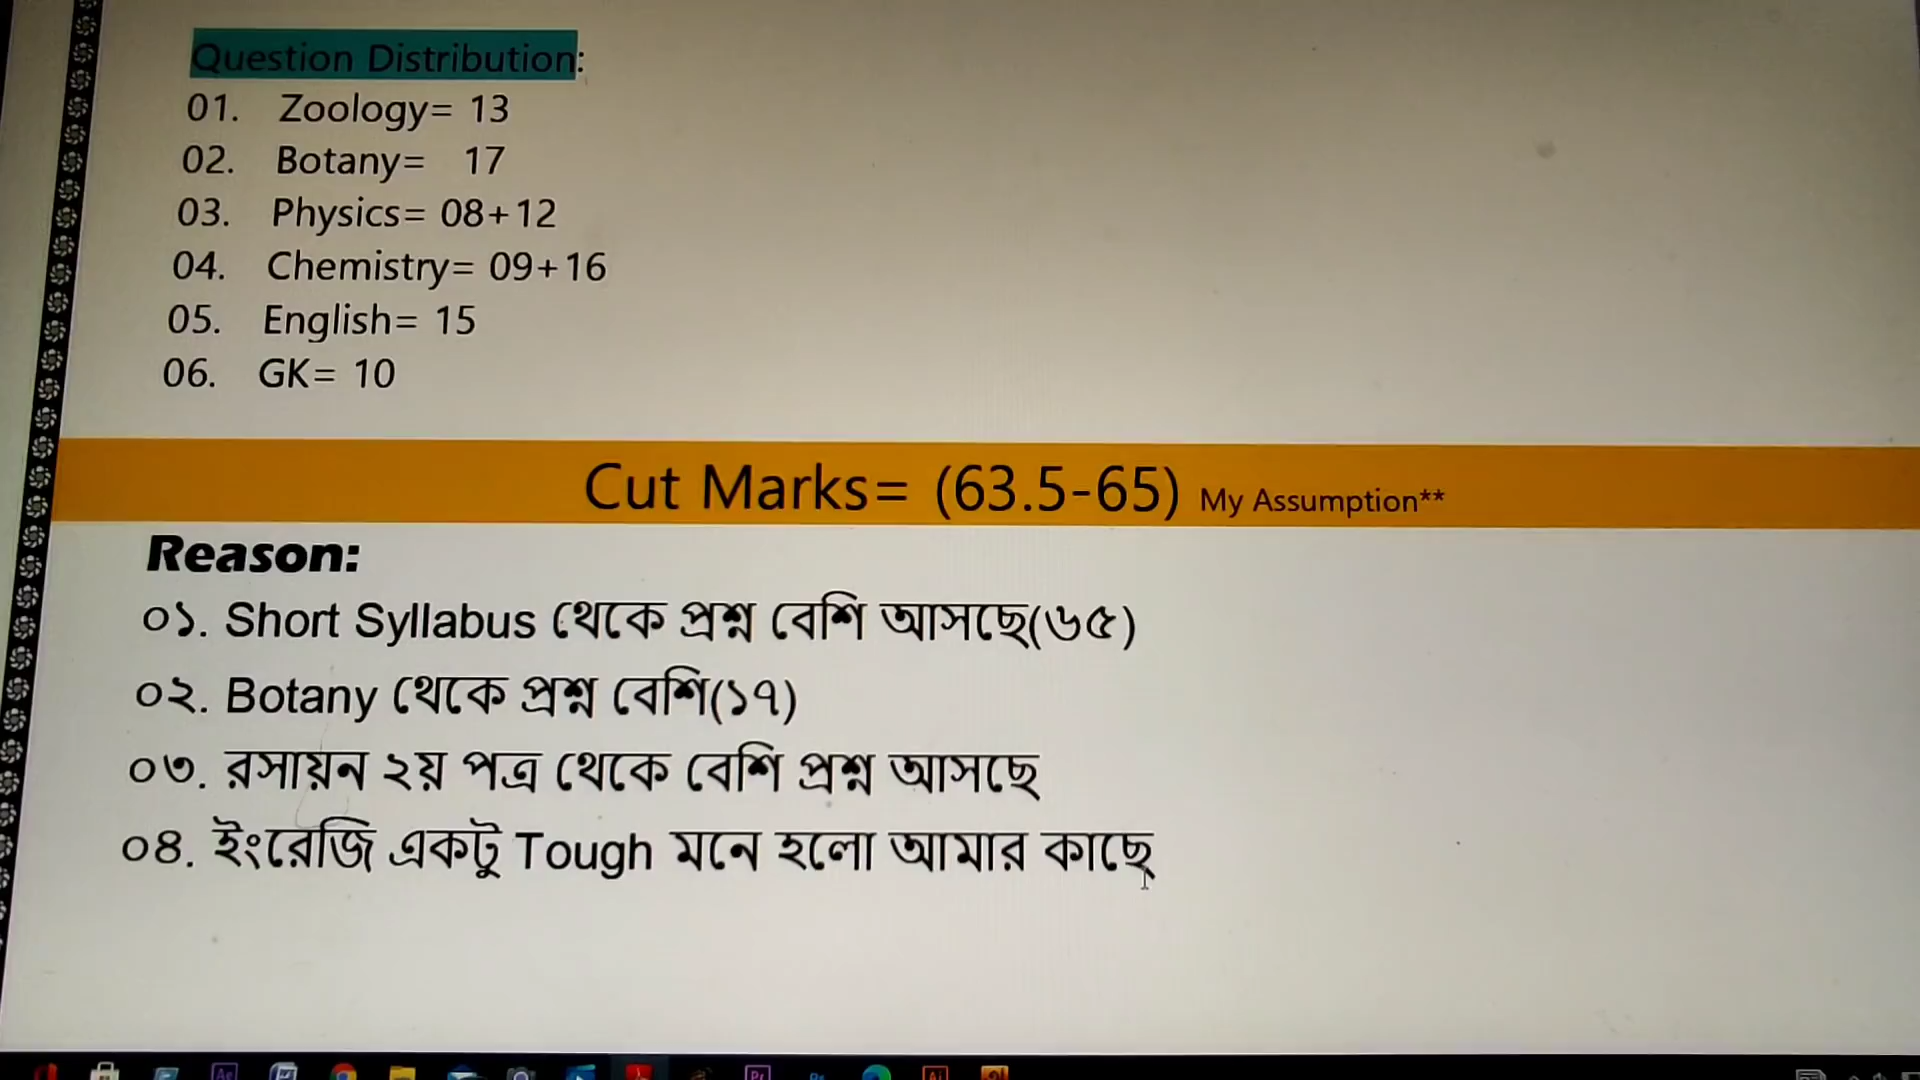 Question Distribution:
01. Zoology= 13
02. Botany= 17
03. Physics= 08+12
04. Chemistry= 09+16
05. English= 15
06. GK= 10
Cut Marks= (63.5-65) My Assumption**
Reason:
০১. Short Syllabus থেকে প্রশ্ন বেশি আসছে(৬৫)
০২. Botany থেকে প্রশ্ন বেশি(১৭)
০৩. রসায়ন ২য় পত্র থেকে বেশি প্রশ্ন আসছে
০৪. ইংরেজি একটু Tough মনে হলো আমার কাছে